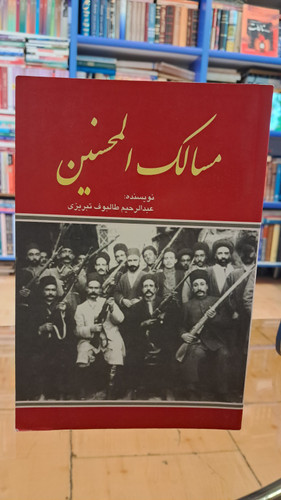 مسالک المحسنین
نویسنده:
عبدالرحیم طالبوف تبریزی